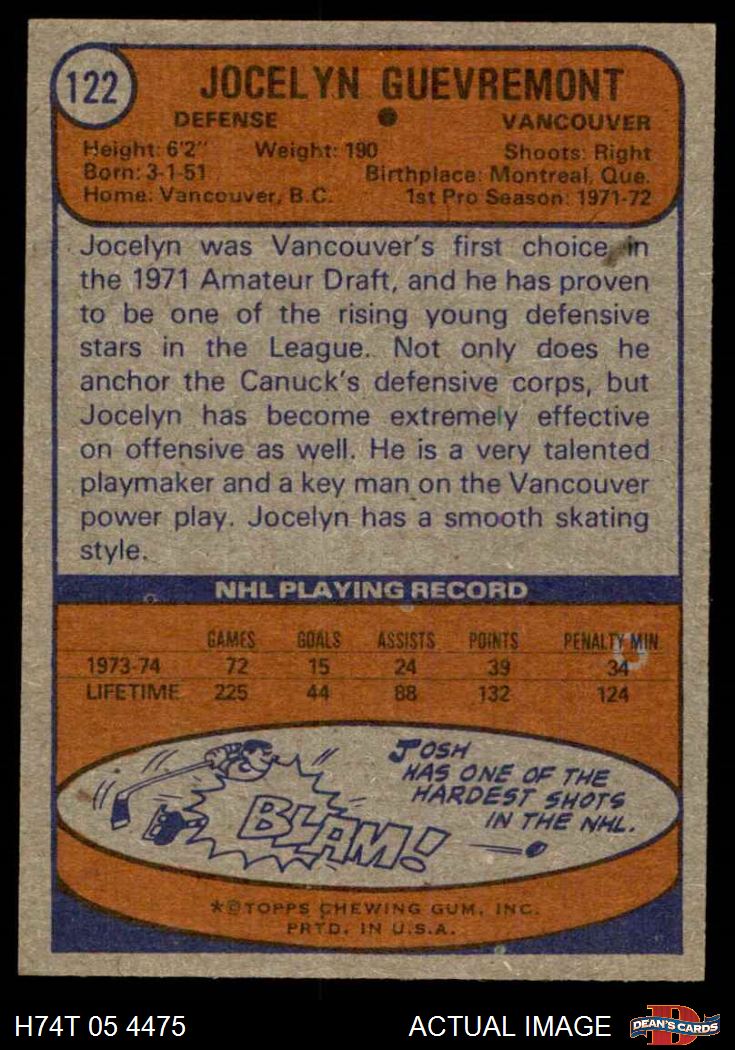 122
JOCELYN GUEVREMONT
DEFENSE ● VANCOUVER
Height: 6'2" Weight: 190 Shoots: Right
Born: 3-1-51 Birthplace: Montreal, Que.
Home: Vancouver, B.C. 1st Pro Season: 1971-72
Jocelyn was Vancouver's first choice in
the 1971 Amateur Draft, and he has proven
to be one of the rising young defensive
stars in the League. Not only does he
anchor the Canuck's defensive corps, but
Jocelyn has become extremely effective
on offensive as well. He is a very talented
playmaker and a key man on the Vancouver
power play. Jocelyn has a smooth skating
style.
NHL PLAYING RECORD
GAMES GOALS ASSISTS POINTS PENALTY MIN.
1973-74 72 15 24 39 34
LIFETIME 225 44 88 132 124
JOSH
HAS ONE OF THE
HARDEST SHOTS
IN THE NHL.
BLAM!
*©TOPPS CHEWING GUM, INC.
PRTD. IN U.S.A.
H74T 05 4475 ACTUAL IMAGE DEAN'S CARDS